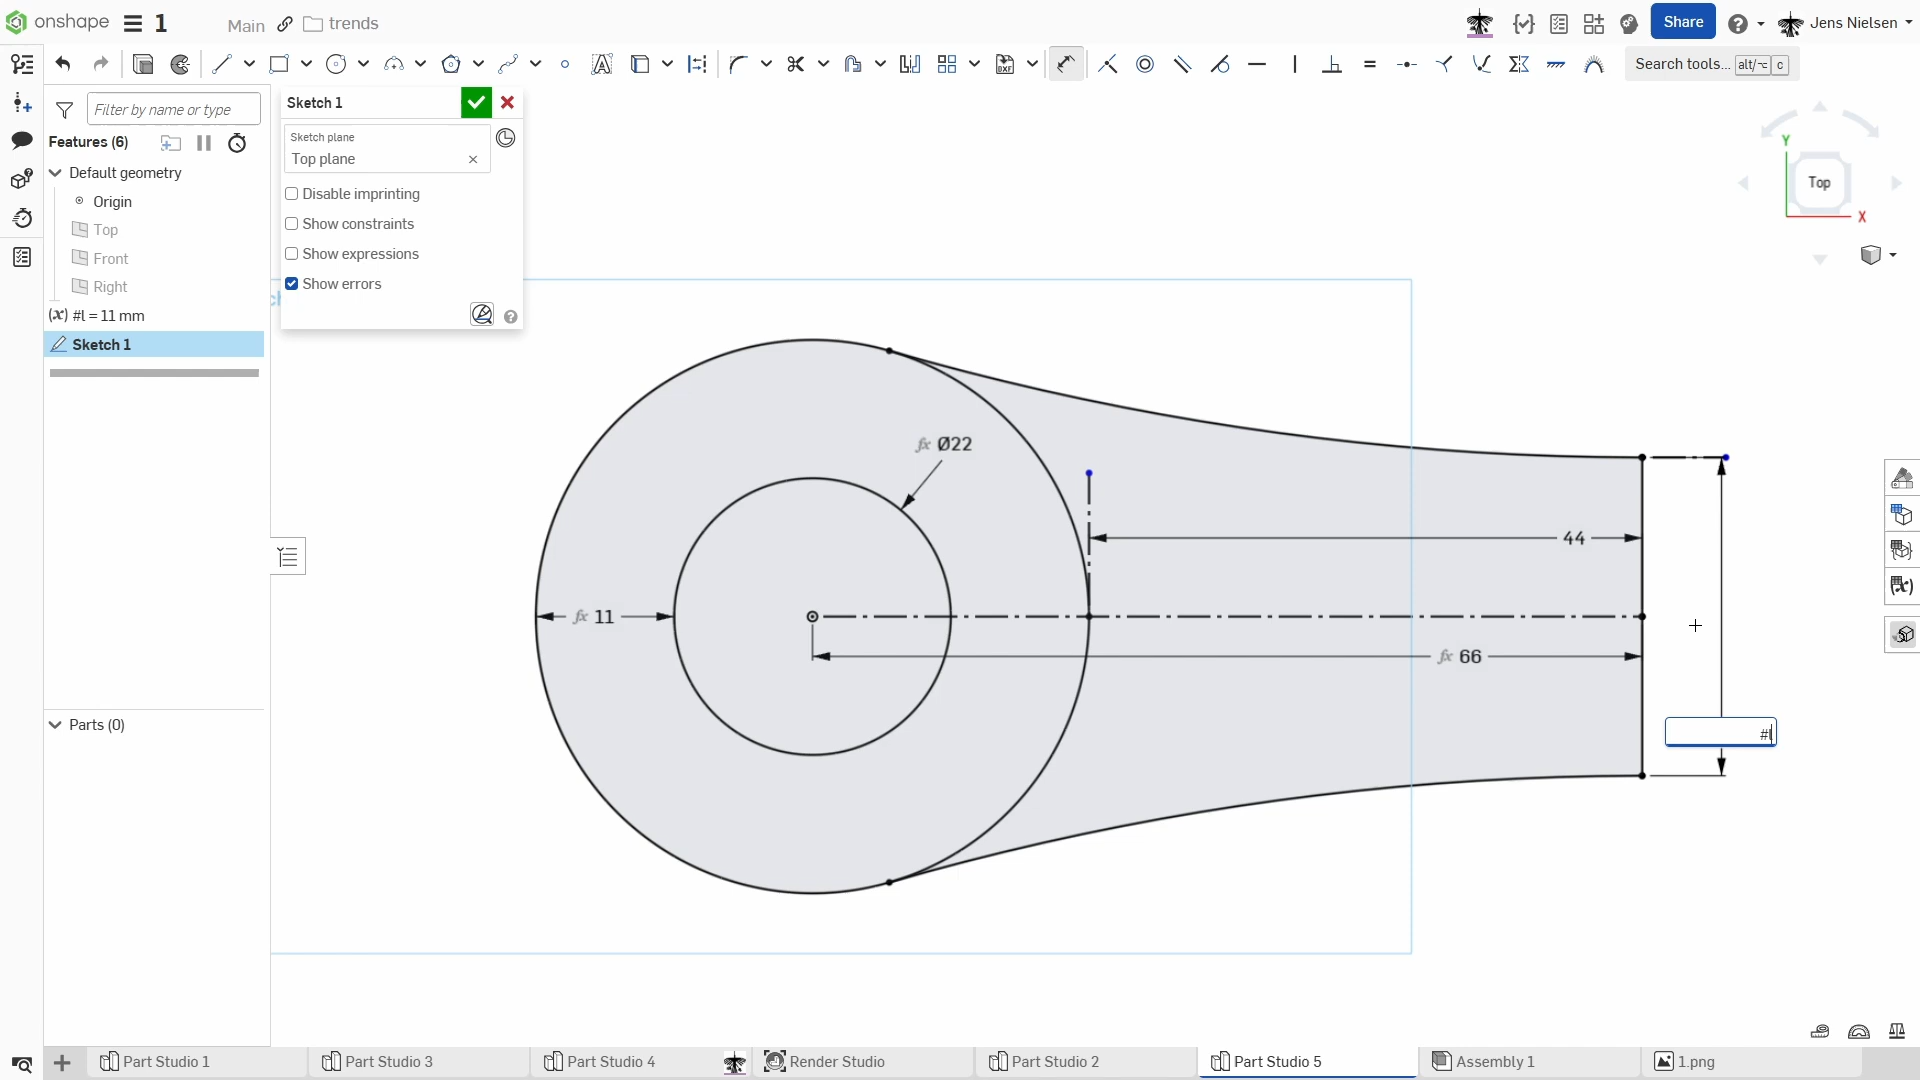 onshape 1 Main trends Share Jens Nielsen
Search tools... alt/⌥ c
Filter by name or type
Features (6)
Default geometry
Origin
Top
Front
Right
(x) #l = 11 mm
Sketch 1
Parts (0)
Sketch 1
Sketch plane
Top plane
Disable imprinting
Show constraints
Show expressions
Show errors
Y
Top
X
fx Ø22
44
fx 11
fx 66
#l
Part Studio 1 Part Studio 3 Part Studio 4 Render Studio Part Studio 2 Part Studio 5 Assembly 1 1.png